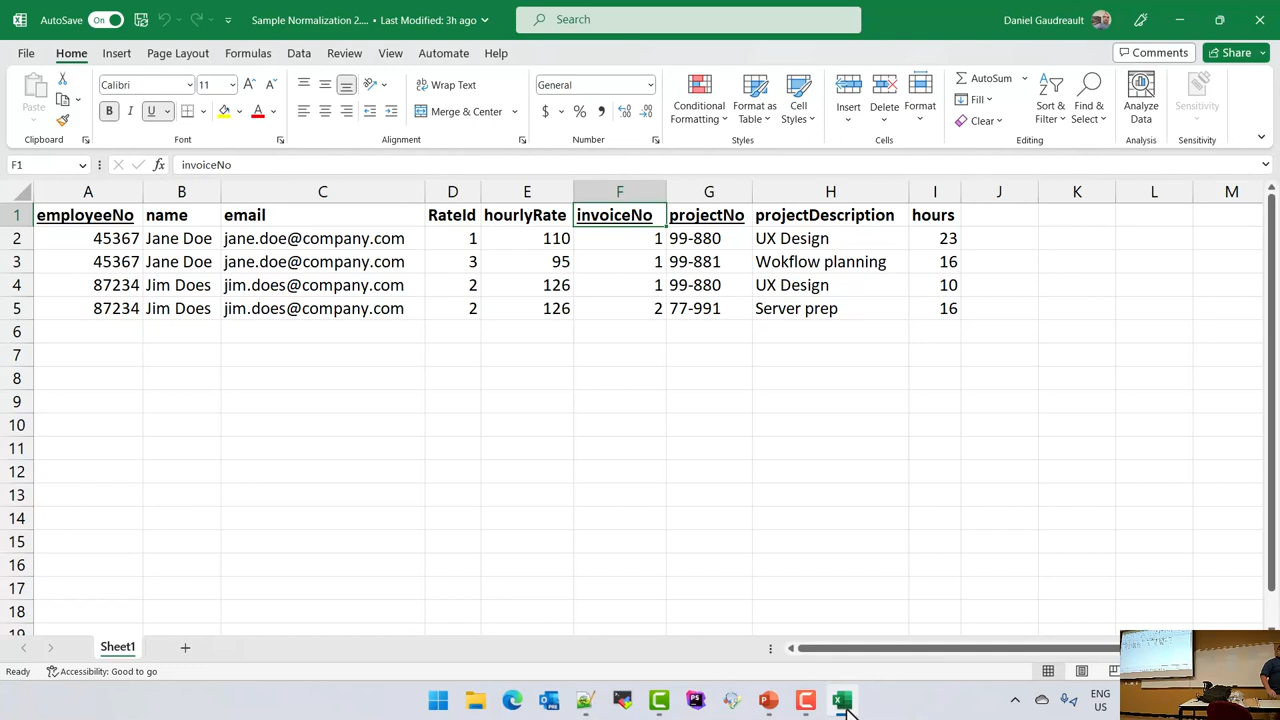 AutoSave On Sample Normalization 2.... • Last Modified: 3h ago Search Daniel Gaudreault
File Home Insert Page Layout Formulas Data Review View Automate Help Comments Share
Paste Calibri 11 Wrap Text General Conditional Formatting Format as Table Cell Styles Insert Delete Format AutoSum Sort & Filter Find & Select Analyze Data Sensitivity
B I U A Merge & Center $ % , Fill
Clear
Clipboard Font Alignment Number Styles Cells Editing Analysis Sensitivity
F1 fx invoiceNo
A B C D E F G H I J K L M
1 employeeNo name email RateId hourlyRate invoiceNo projectNo projectDescription hours
2 45367 Jane Doe jane.doe@company.com 1 110 1 99-880 UX Design 23
3 45367 Jane Doe jane.doe@company.com 3 95 1 99-881 Wokflow planning 16
4 87234 Jim Does jim.does@company.com 2 126 1 99-880 UX Design 10
5 87234 Jim Does jim.does@company.com 2 126 2 77-991 Server prep 16
6
7
8
9
10
11
12
13
14
15
16
17
18
19
Sheet1
Ready Accessibility: Good to go
ENG
US